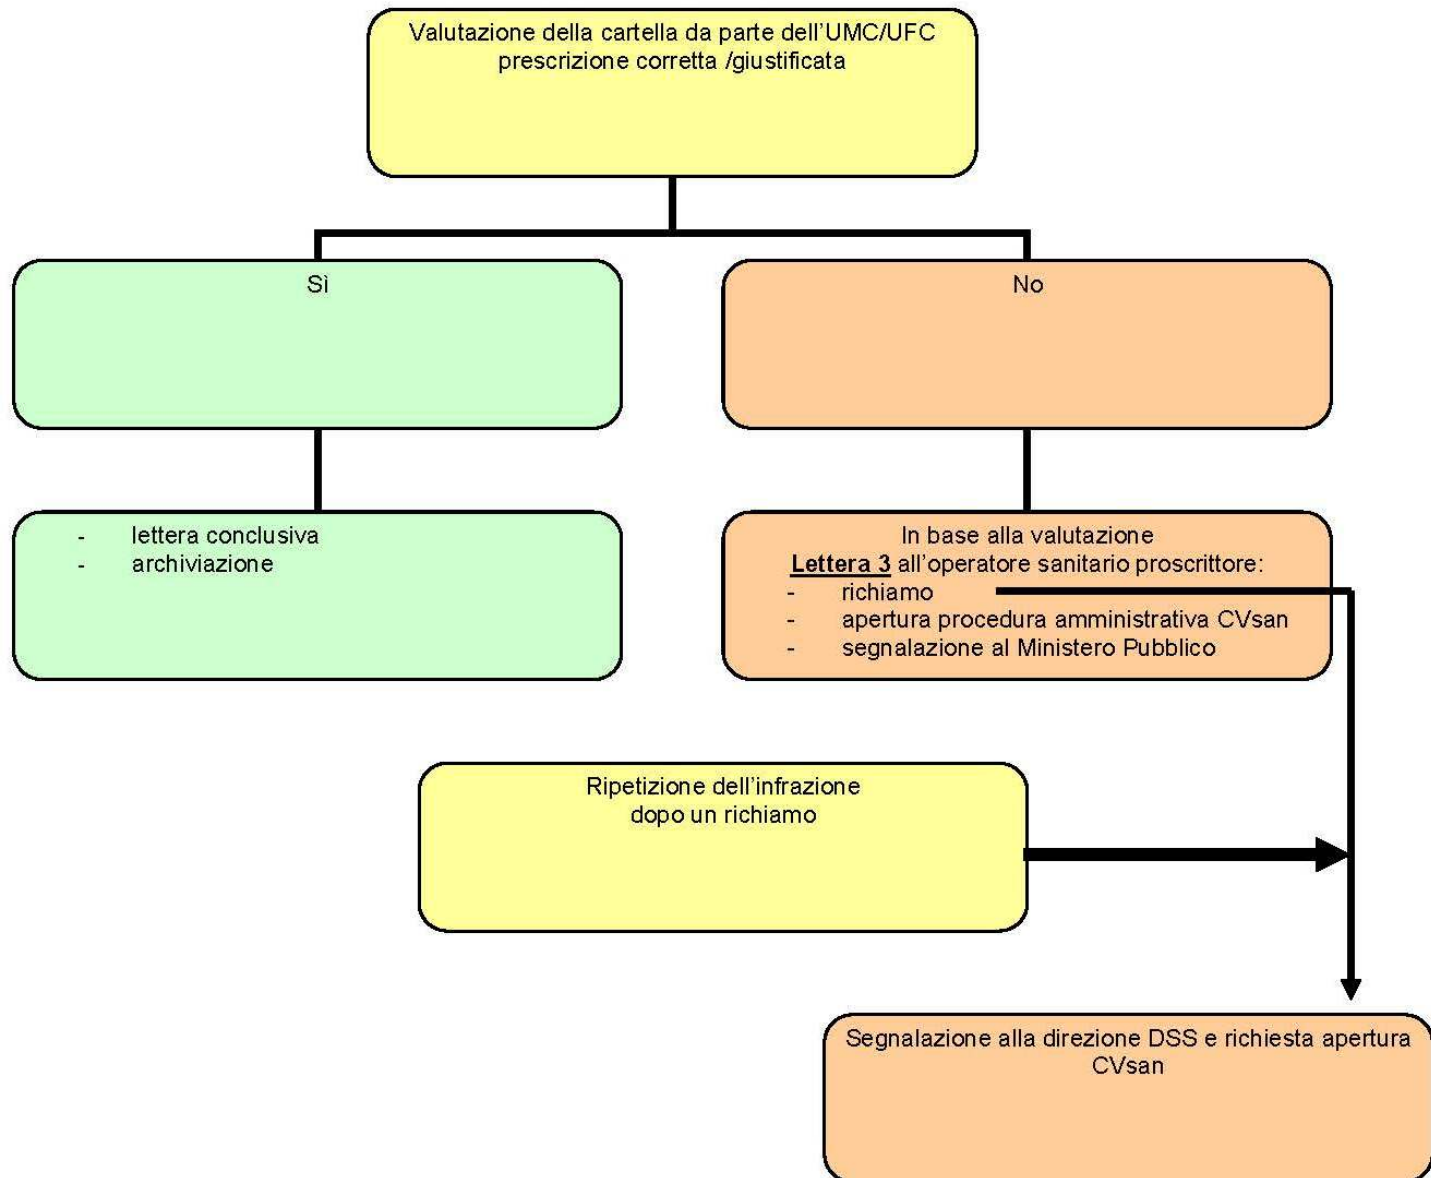 Valutazione della cartella da parte dell'UMC/UFC
prescrizione corretta /giustificata
Sì
No
- lettera conclusiva
- archiviazione
In base alla valutazione
Lettera 3 all'operatore sanitario proscrittore:
- richiamo
- apertura procedura amministrativa CVsan
- segnalazione al Ministero Pubblico
Ripetizione dell'infrazione
dopo un richiamo
Segnalazione alla direzione DSS e richiesta apertura
CVsan